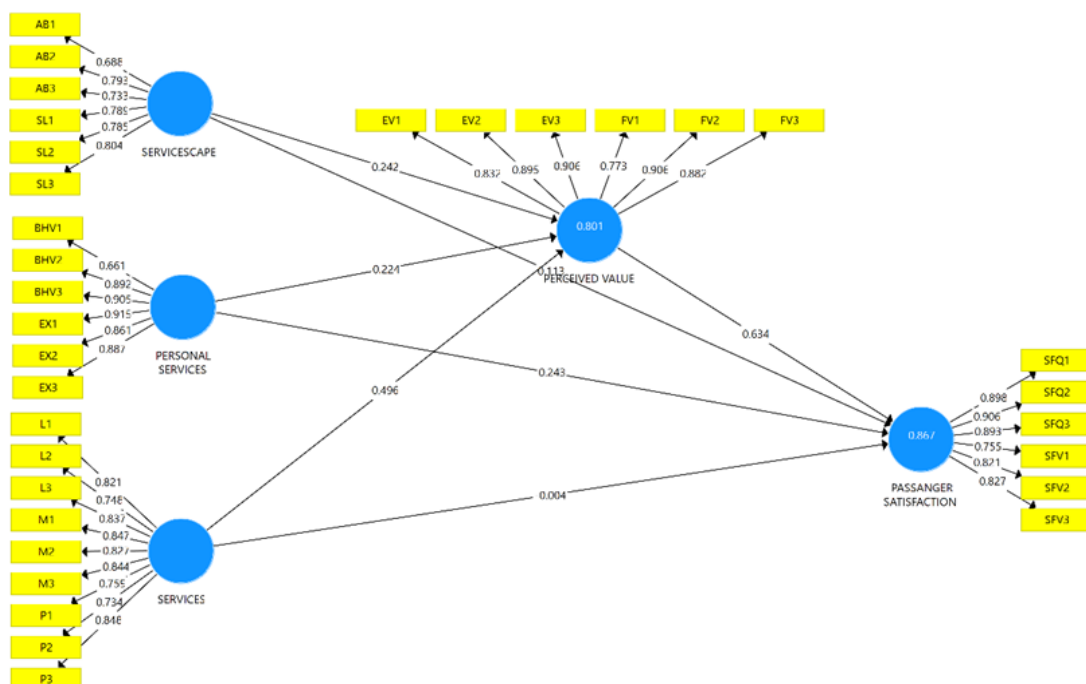 AB1
AB2
AB3
SL1
SL2
SL3
0.688
0.793
0.733
0.789
0.785
0.804
SERVICESCAPE
EV1
EV2
EV3
FV1
FV2
FV3
0.832
0.895
0.906
0.773
0.906
0.882
0.801
PERCEIVED VALUE
BHV1
BHV2
BHV3
EX1
EX2
EX3
0.661
0.892
0.905
0.915
0.861
0.887
PERSONAL
SERVICES
0.242
0.113
0.224
0.243
0.496
0.004
0.634
L1
L2
L3
M1
M2
M3
P1
P2
P3
0.821
0.748
0.837
0.847
0.827
0.844
0.759
0.734
0.848
SERVICES
0.867
PASSANGER
SATISFACTION
0.898
0.906
0.893
0.755
0.821
0.827
SFQ1
SFQ2
SFQ3
SFV1
SFV2
SFV3